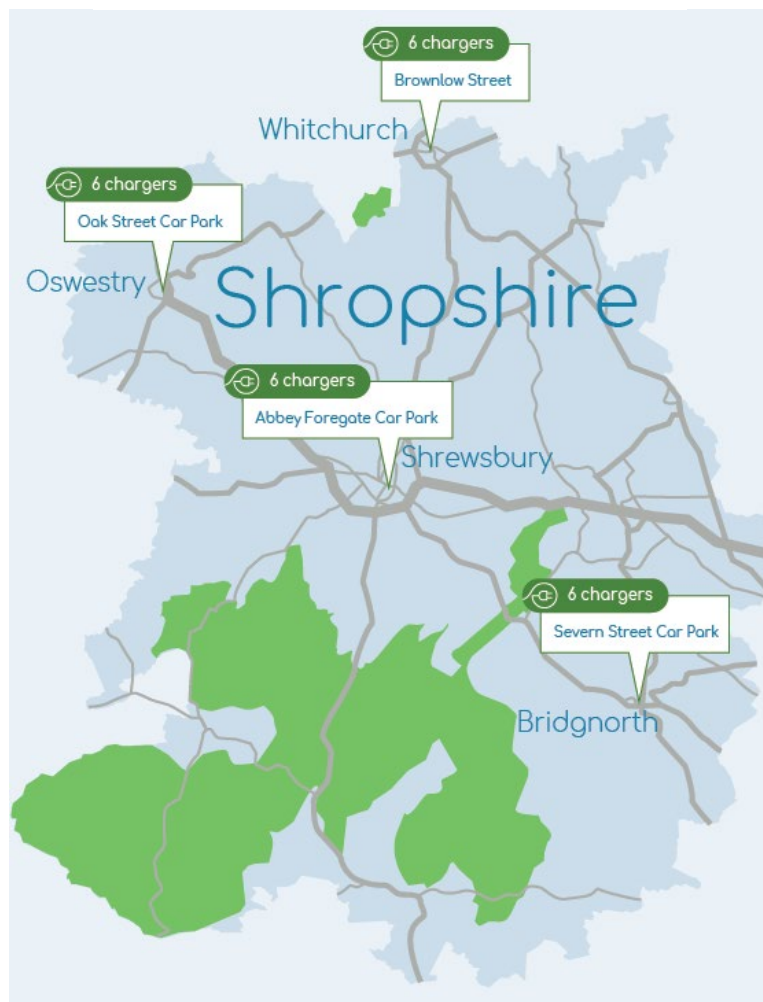 6 chargers
Brownlow Street
Whitchurch
6 chargers
Oak Street Car Park
Oswestry
Shropshire
6 chargers
Abbey Foregate Car Park
Shrewsbury
6 chargers
Severn Street Car Park
Bridgnorth